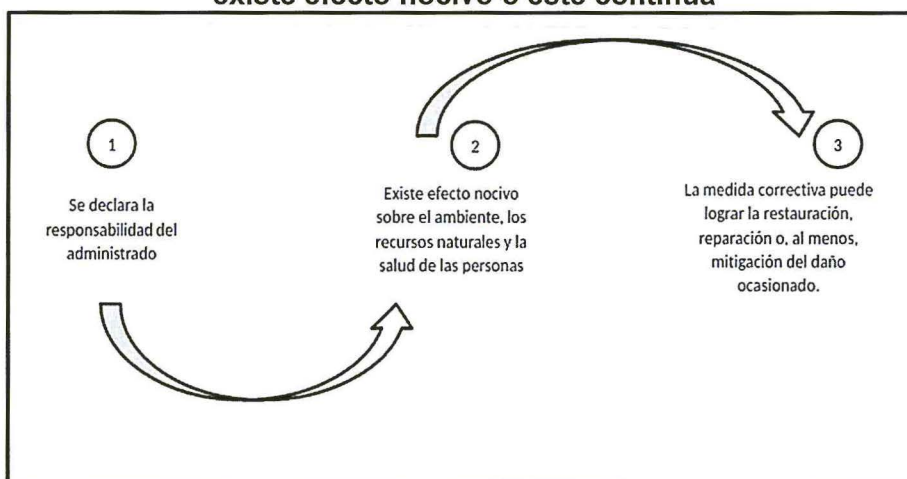 existe efecto nocivo o este continúa
1
Se declara la
responsabilidad del
administrado
2
Existe efecto nocivo
sobre el ambiente, los
recursos naturales y la
salud de las personas
3
La medida correctiva puede
lograr la restauración,
reparación o, al menos,
mitigación del daño
ocasionado.